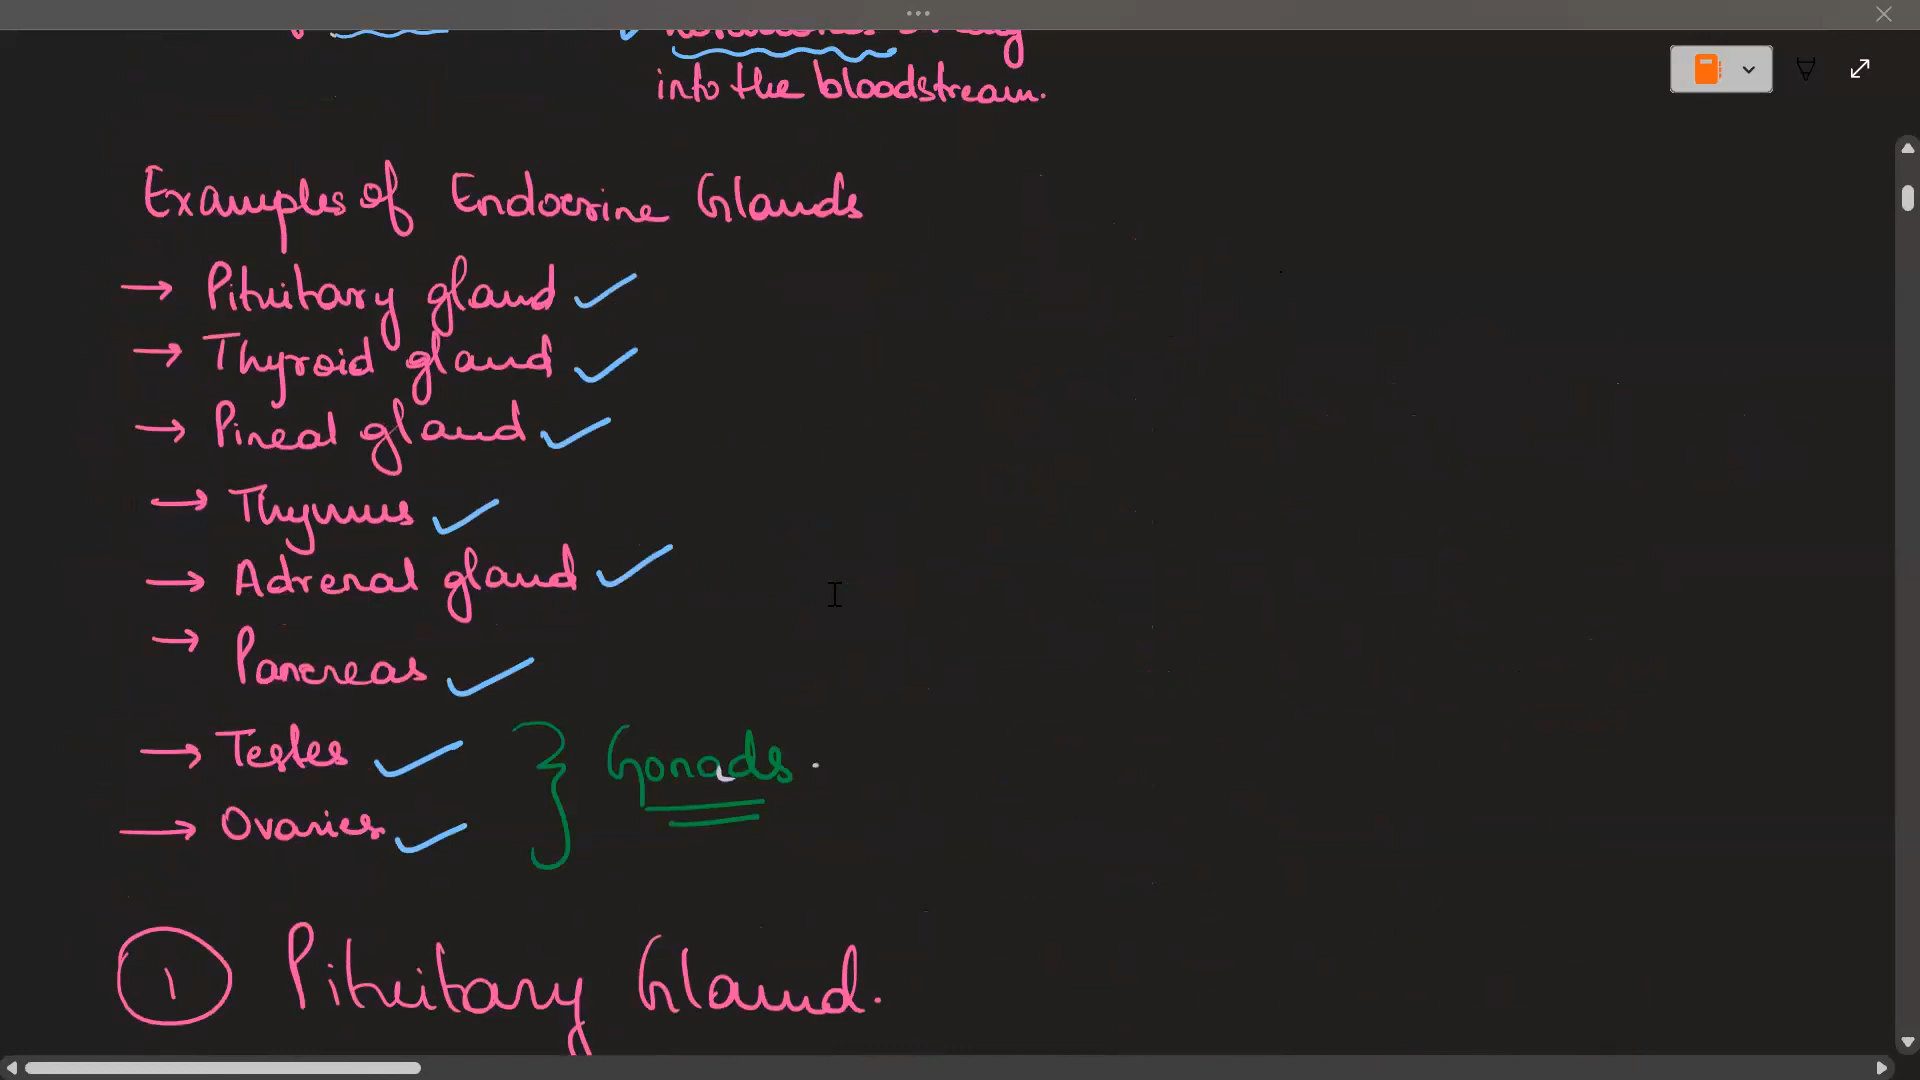 into the bloodstream.
Examples of Endocrine Glands
→ Pituitary gland ✓
→ Thyroid gland ✓
→ Pineal gland ✓
→ Thymus ✓
→ Adrenal gland ✓
→ Pancreas ✓
→ Testes ✓
→ Ovaries ✓
} Gonads.
① Pituitary Gland.